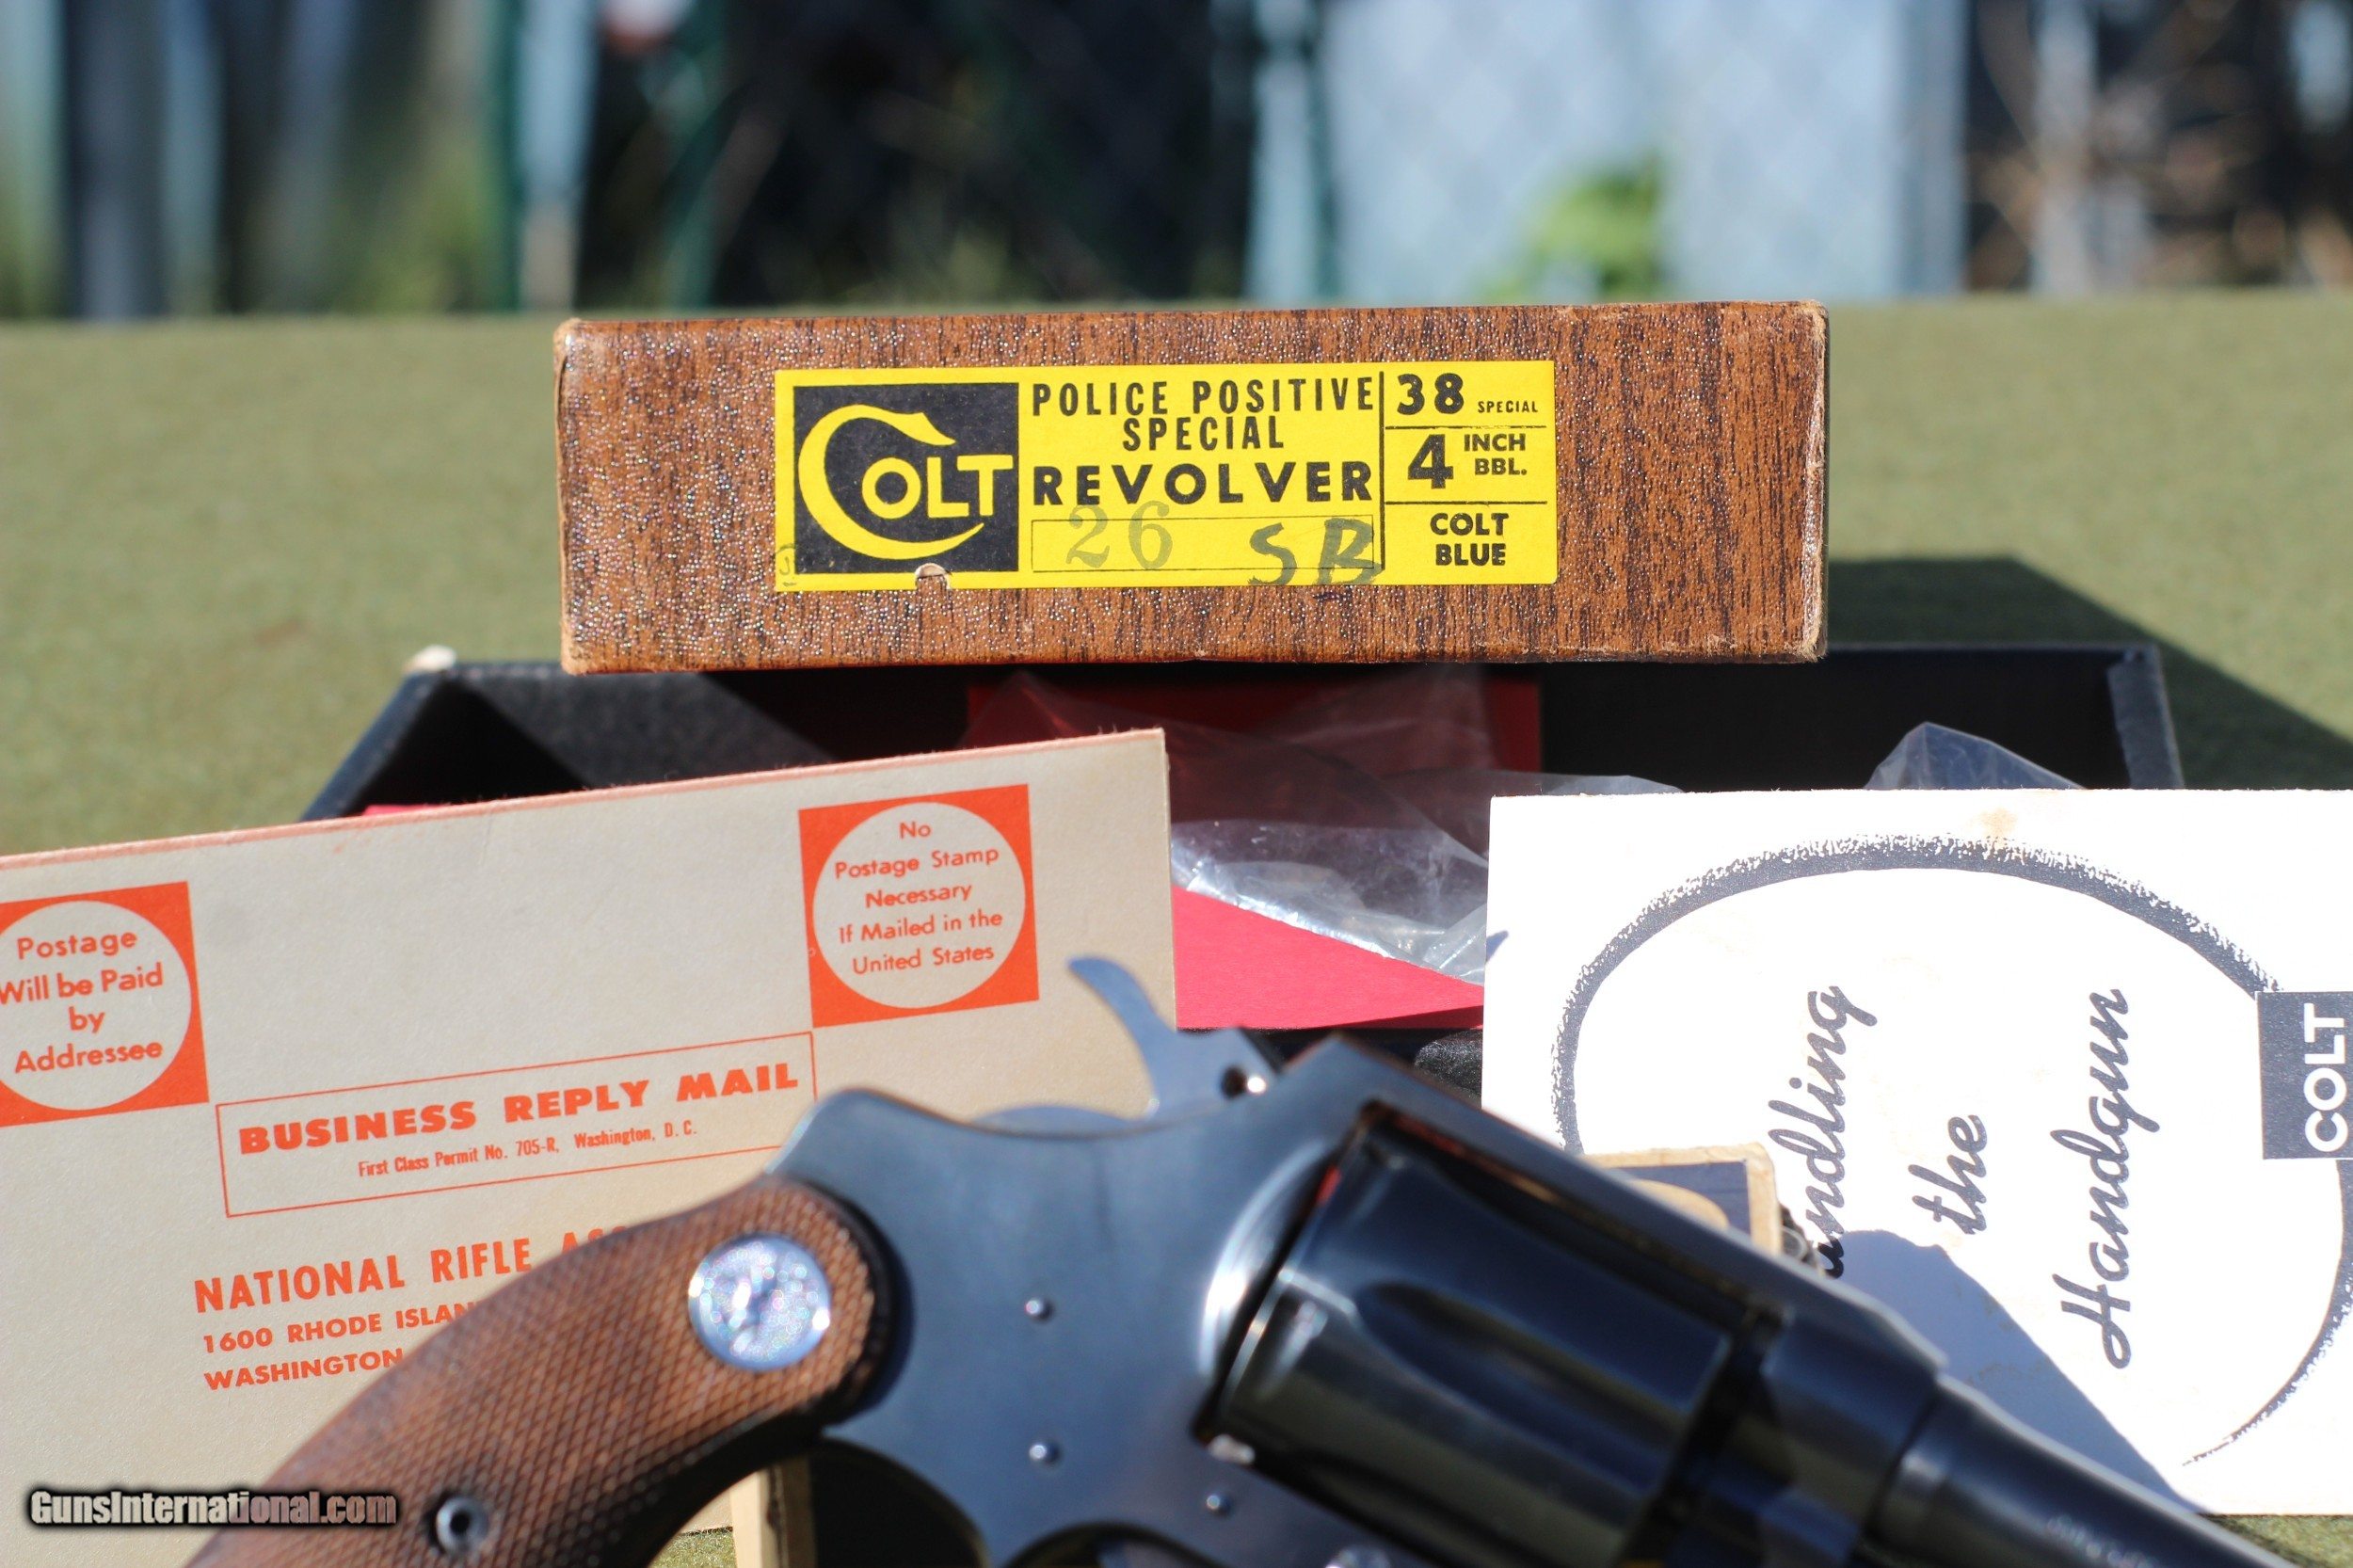 COLT
POLICE POSITIVE
SPECIAL
REVOLVER
26 SB
38 SPECIAL
4 INCH
BBL.
COLT
BLUE
Postage
Will be Paid
by
Addressee
No
Postage Stamp
Necessary
If Mailed in the
United States
BUSINESS REPLY MAIL
First Class Permit No. 705-R, Washington, D. C.
NATIONAL RIFLE ASS
1600 RHODE ISLAN
WASHINGTON
andling
the
Handgun
COLT
GunsInternational.com